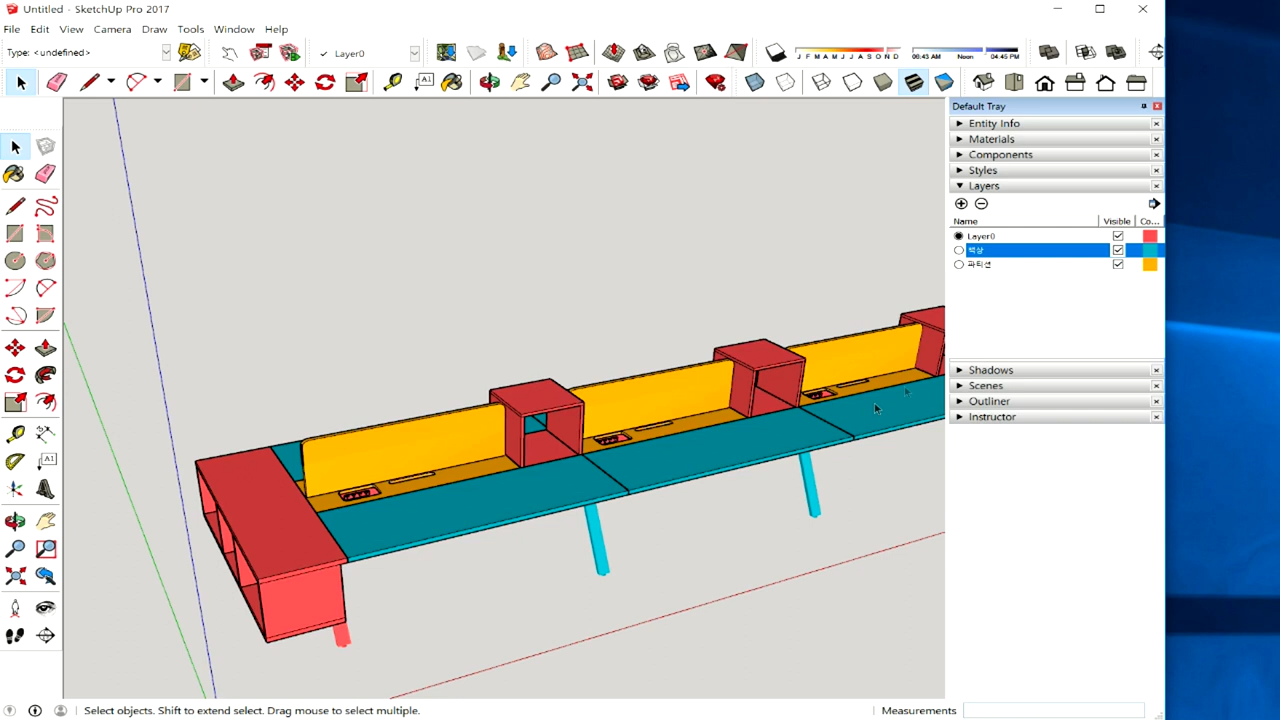 Untitled - SketchUp Pro 2017
File Edit View Camera Draw Tools Window Help
Type: <undefined>
Layer0
J F M A M J J A S O N D
06:43 AM Noon 04:45 PM
A1
Default Tray
Entity Info
Materials
Components
Styles
Layers
Name Visible Co...
Layer0
책상
파티션
Shadows
Scenes
Outliner
Instructor
A1
Select objects. Shift to extend select. Drag mouse to select multiple.
Measurements